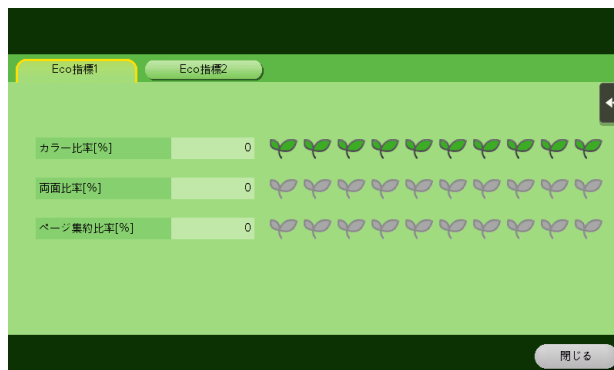 Eco指標1 Eco指標2
カラー比率[%] 0
両面比率[%] 0
ページ集約比率[%] 0
閉じる